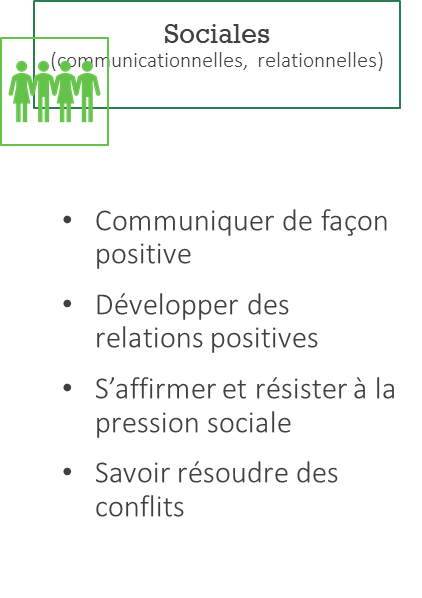 Sociales
(communicationnelles, relationnelles)
• Communiquer de façon
positive
• Développer des
relations positives
• S’affirmer et résister à la
pression sociale
• Savoir résoudre des
conflits